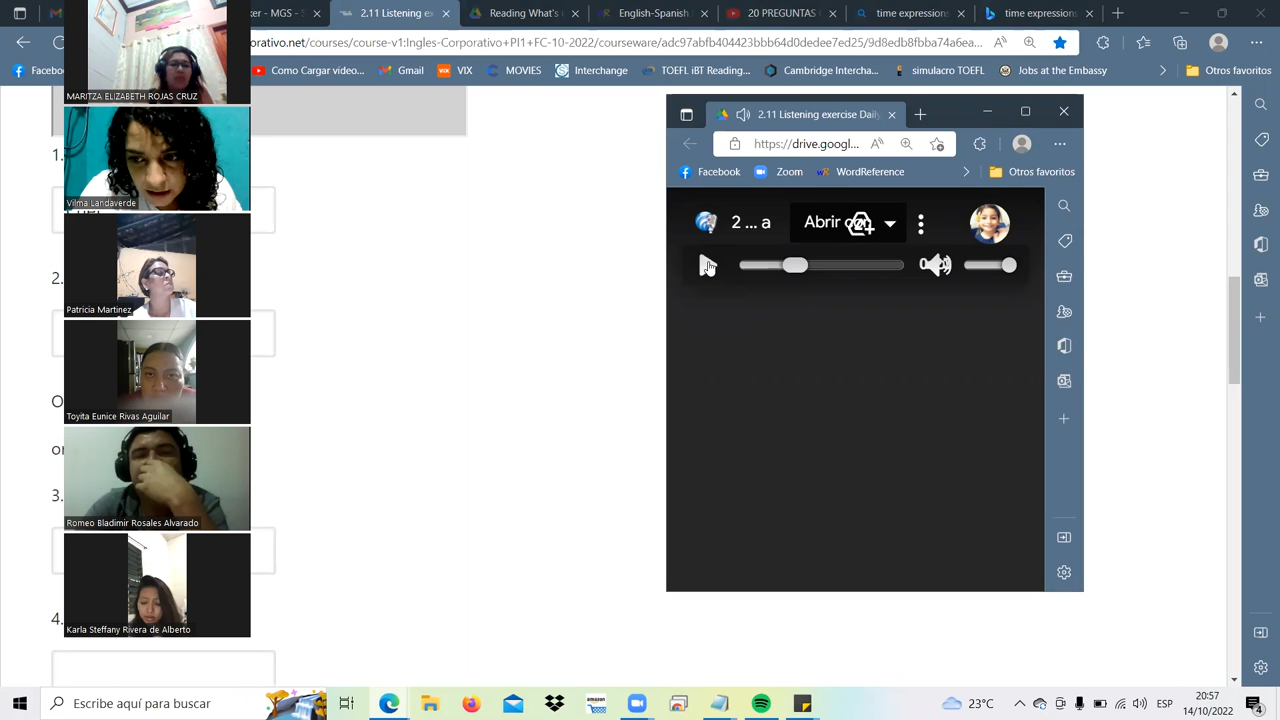 ker - MGS - S
2.11 Listening e
Reading What's
English-Spanish
20 PREGUNTAS
time expressions
orativo.net/courses/course-v1:Ingles-Corporativo+PI1+FC-10-2022/courseware/adc97abfb404423bbb64d0dedee7ed25/9d8edb8fbba74a6ea...
Facebo
Como Cargar video...
Gmail
VIX
MOVIES
Interchange
TOEFL iBT Reading...
Cambridge Intercha...
simulacro TOEFL
Jobs at the Embassy
Otros favoritos
MARITZA ELIZABETH ROJAS CRUZ
Vilma Landaverde
Patricia Martinez
Toyita Eunice Rivas Aguilar
Romeo Bladimir Rosales Alvarado
Karla Steffany Rivera de Alberto
1.
2.
O
or
3.
4.
2.11 Listening exercise Daily
https://drive.googl...
Facebook
Zoom
WordReference
Otros favoritos
2 ... a
Abrir con
Escribe aquí para buscar
23°C
ESP
20:57
14/10/2022
4